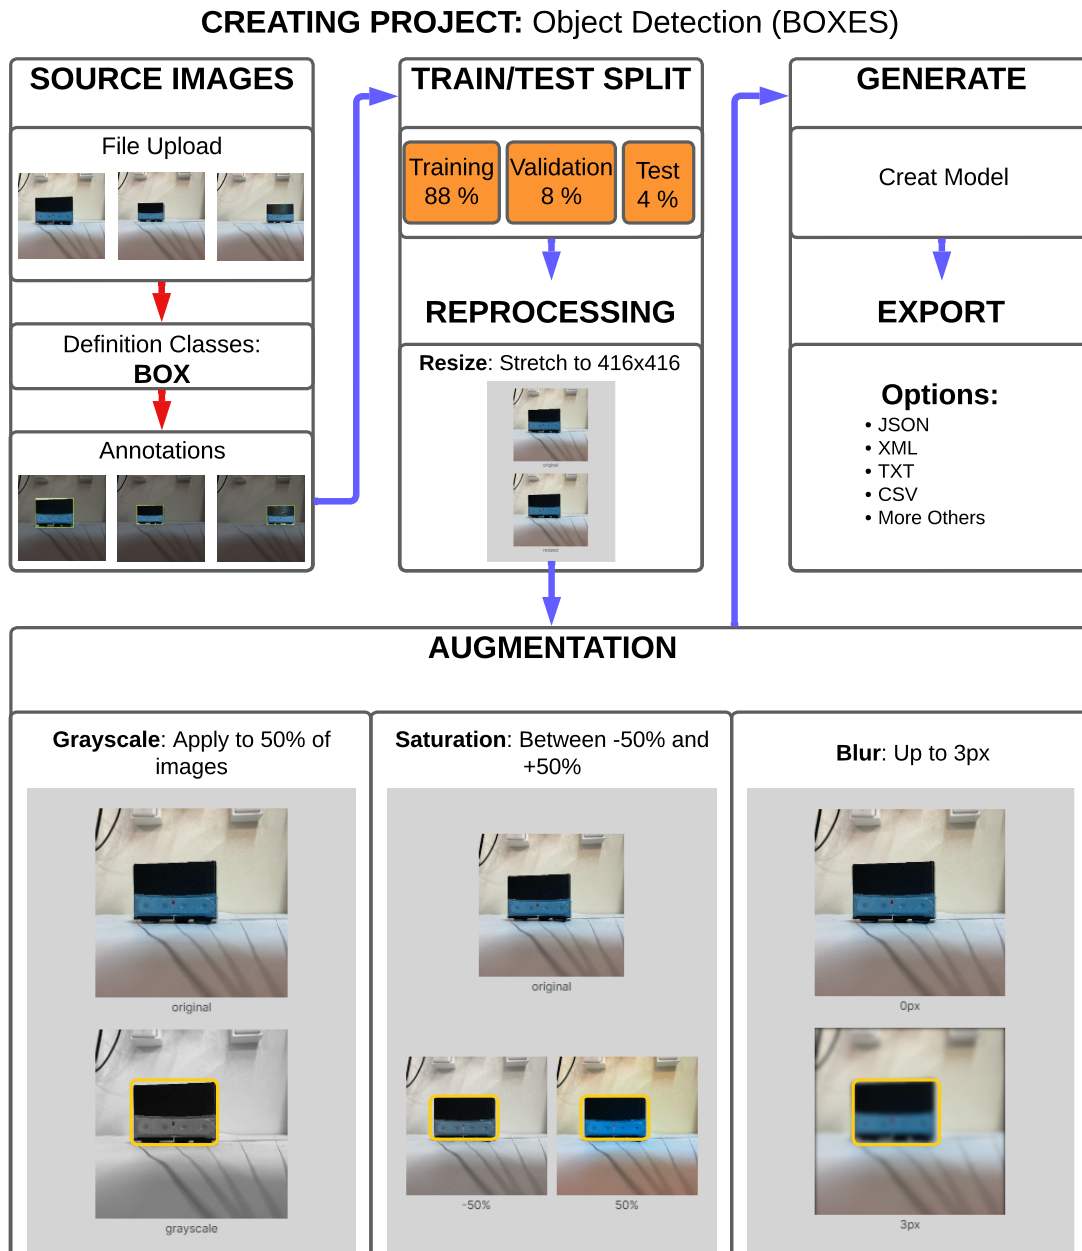 CREATING PROJECT: Object Detection (BOXES)
SOURCE IMAGES
File Upload
Definition Classes:
BOX
Annotations
TRAIN/TEST SPLIT
Training
88 %
Validation
8 %
Test
4 %
REPROCESSING
Resize: Stretch to 416x416
original
resized
GENERATE
Creat Model
EXPORT
Options:
• JSON
• XML
• TXT
• CSV
• More Others
AUGMENTATION
Grayscale: Apply to 50% of
images
original
grayscale
Saturation: Between -50% and
+50%
original
-50%
50%
Blur: Up to 3px
0px
3px